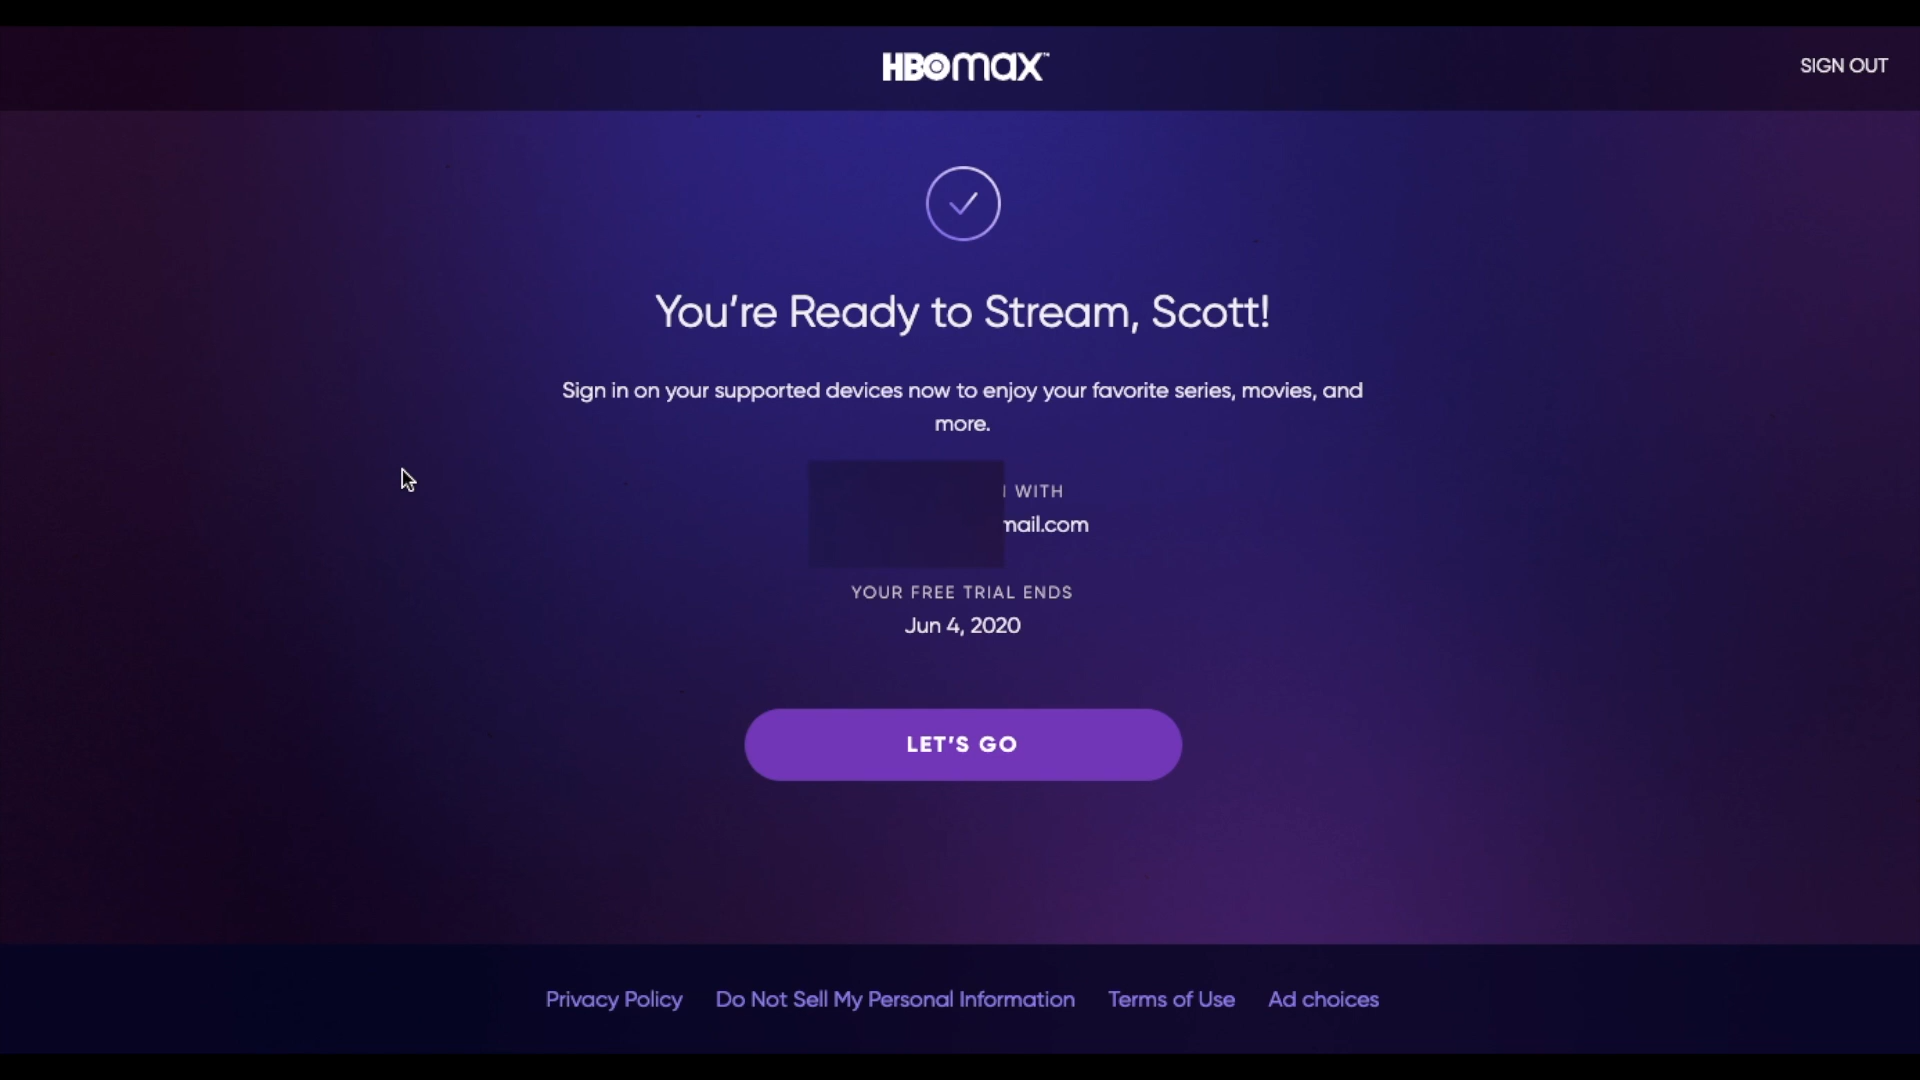 HBOMAX™
SIGN OUT
You're Ready to Stream, Scott!
Sign in on your supported devices now to enjoy your favorite series, movies, and
more.
WITH
mail.com
YOUR FREE TRIAL ENDS
Jun 4, 2020
LET'S GO
Privacy Policy Do Not Sell My Personal Information Terms of Use Ad choices